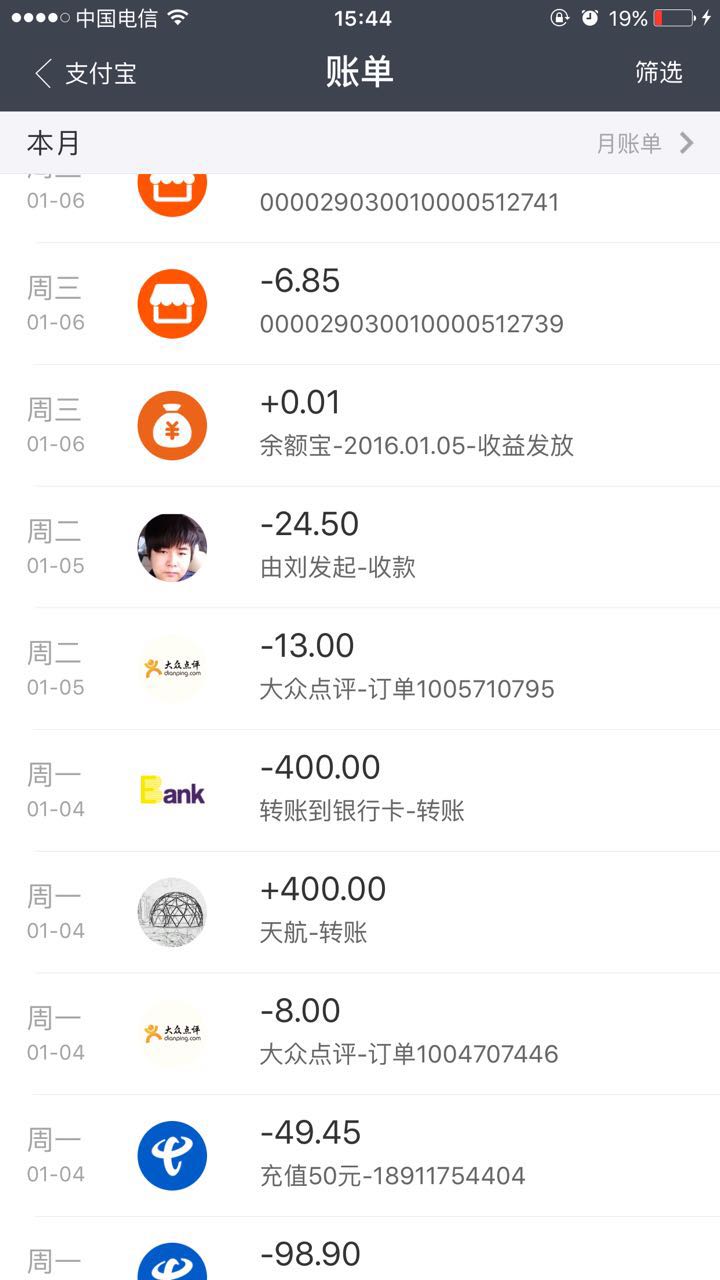 中国电信
15:44
19%
支付宝
账单
筛选
本月
月账单
01-06
000029030010000512741
周三
-6.85
01-06
000029030010000512739
周三
+0.01
01-06
余额宝-2016.01.05-收益发放
周二
-24.50
01-05
由刘发起-收款
周二
-13.00
大众点评
dianping.com
01-05
大众点评-订单1005710795
周一
-400.00
Bank
01-04
转账到银行卡-转账
周一
+400.00
01-04
天航-转账
周一
-8.00
大众点评
dianping.com
01-04
大众点评-订单1004707446
周一
-49.45
01-04
充值50元-18911754404
周一
-98.90